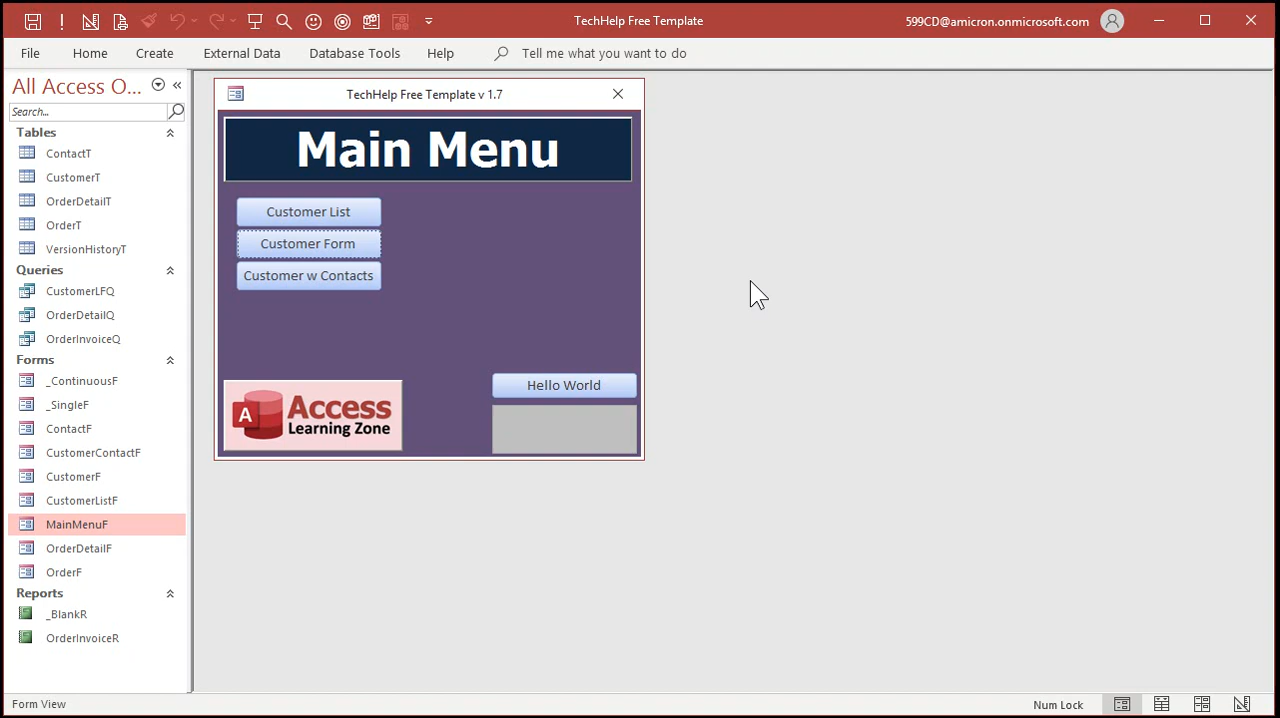 TechHelp Free Template
599CD@amicron.onmicrosoft.com
File Home Create External Data Database Tools Help Tell me what you want to do
All Access O...
Search...
Tables
ContactT
CustomerT
OrderDetailT
OrderT
VersionHistoryT
Queries
CustomerLFQ
OrderDetailQ
OrderInvoiceQ
Forms
_ContinuousF
_SingleF
ContactF
CustomerContactF
CustomerF
CustomerListF
MainMenuF
OrderDetailF
OrderF
Reports
_BlankR
OrderInvoiceR
TechHelp Free Template v 1.7
Main Menu
Customer List
Customer Form
Customer w Contacts
A Access
Learning Zone
Hello World
Form View
Num Lock